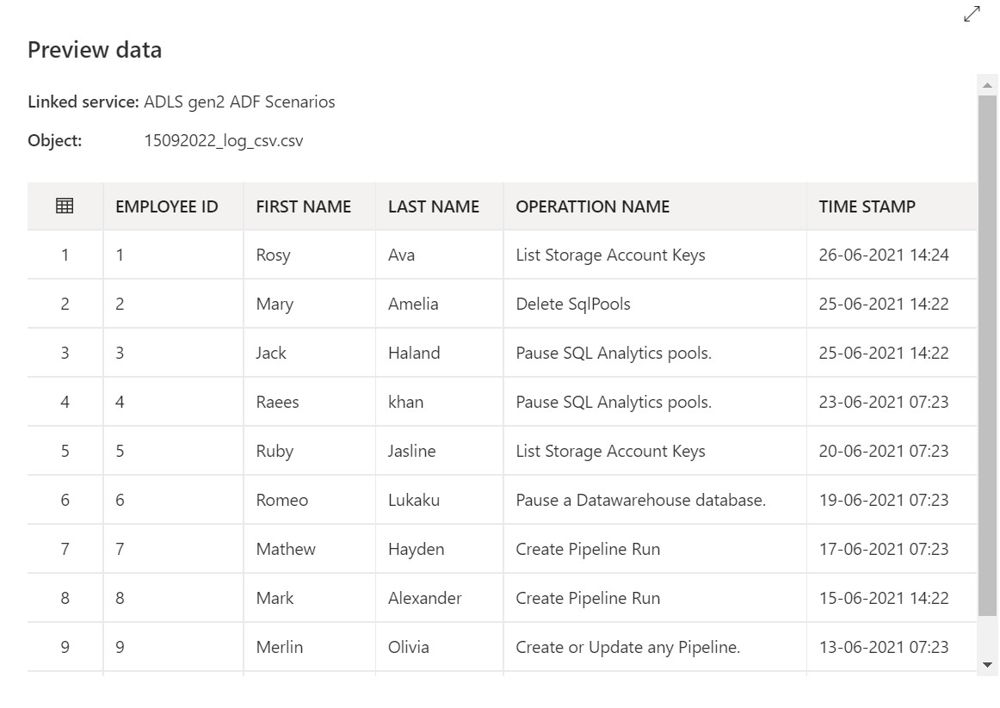 Preview data
Linked service: ADLS gen2 ADF Scenarios
Object: 15092022_log_csv.csv
EMPLOYEE ID FIRST NAME LAST NAME OPERATTION NAME TIME STAMP
1 1 Rosy Ava List Storage Account Keys 26-06-2021 14:24
2 2 Mary Amelia Delete SqlPools 25-06-2021 14:22
3 3 Jack Haland Pause SQL Analytics pools. 25-06-2021 14:22
4 4 Raees khan Pause SQL Analytics pools. 23-06-2021 07:23
5 5 Ruby Jasline List Storage Account Keys 20-06-2021 07:23
6 6 Romeo Lukaku Pause a Datawarehouse database. 19-06-2021 07:23
7 7 Mathew Hayden Create Pipeline Run 17-06-2021 07:23
8 8 Mark Alexander Create Pipeline Run 15-06-2021 14:22
9 9 Merlin Olivia Create or Update any Pipeline. 13-06-2021 07:23